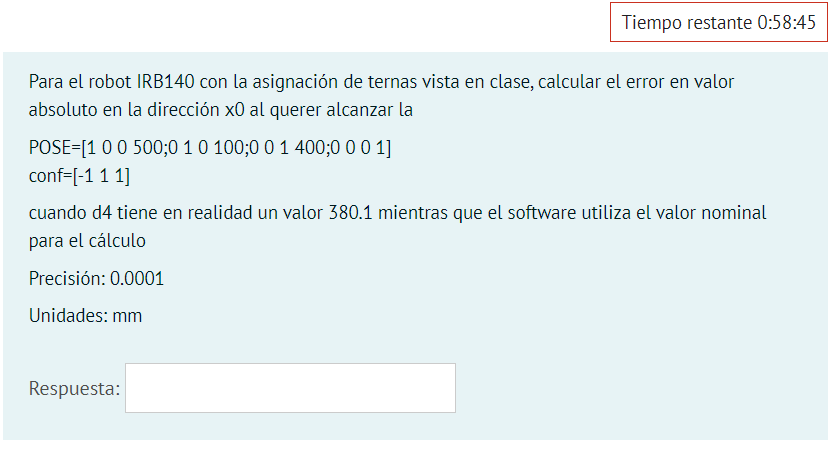 Tiempo restante 0:58:45
Para el robot IRB140 con la asignación de ternas vista en clase, calcular el error en valor
absoluto en la dirección x0 al querer alcanzar la
POSE=[1 0 0 500;0 1 0 100;0 0 1 400;0 0 0 1]
conf=[-1 1 1]
cuando d4 tiene en realidad un valor 380.1 mientras que el software utiliza el valor nominal
para el cálculo
Precisión: 0.0001
Unidades: mm
Respuesta: